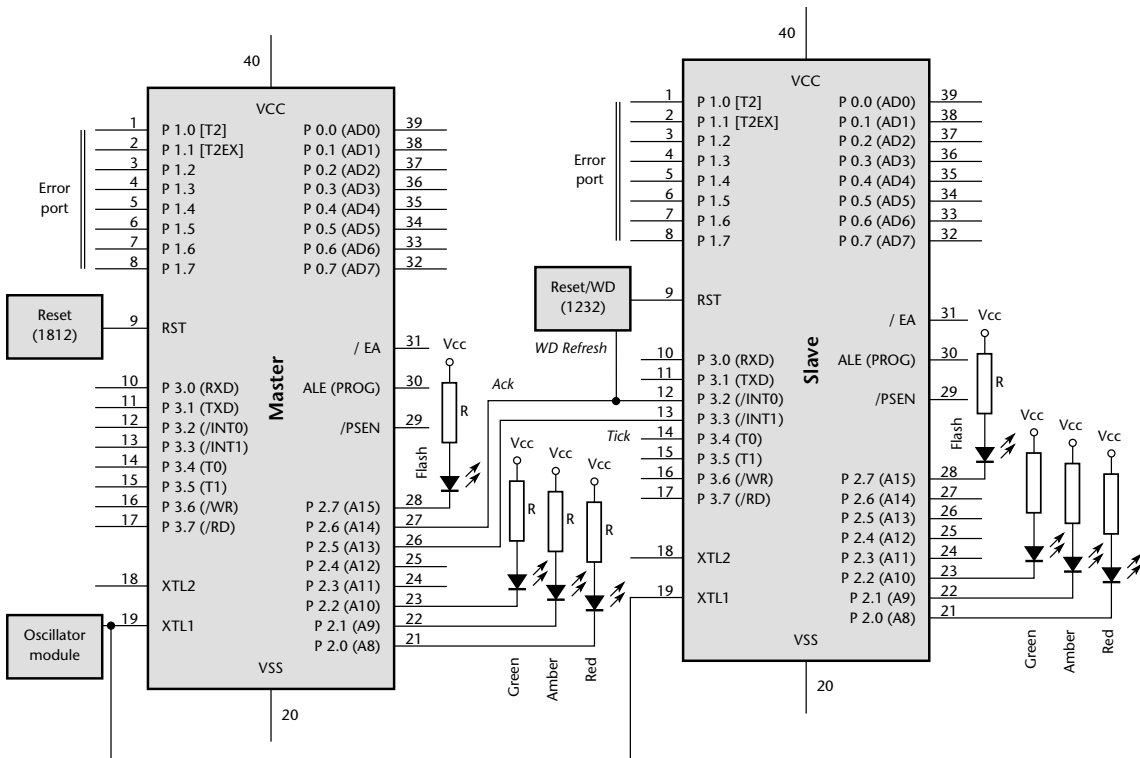 40
VCC
1 P 1.0 [T2] P 0.0 (AD0) 39
2 P 1.1 [T2EX] P 0.1 (AD1) 38
3 P 1.2 P 0.2 (AD2) 37
4 P 1.3 P 0.3 (AD3) 36
5 P 1.4 P 0.4 (AD4) 35
6 P 1.5 P 0.5 (AD5) 34
7 P 1.6 P 0.6 (AD6) 33
8 P 1.7 P 0.7 (AD7) 32
Error
port
Reset
(1812)
9 RST
/ EA 31
Master
10 P 3.0 (RXD) ALE (PROG) 30
11 P 3.1 (TXD)
12 P 3.2 (/INT0) /PSEN 29
13 P 3.3 (/INT1)
14 P 3.4 (T0)
15 P 3.5 (T1)
16 P 3.6 (/WR) P 2.7 (A15) 28
17 P 3.7 (/RD) P 2.6 (A14) 27
P 2.5 (A13) 26
P 2.4 (A12) 25
18 XTL2 P 2.3 (A11) 24
P 2.2 (A10) 23
19 XTL1 P 2.1 (A9) 22
P 2.0 (A8) 21
Oscillator
module
VSS
20
Vcc
R
Flash
Vcc
R
Vcc
R
Vcc
R
Green
Amber
Red
Ack
Tick
40
VCC
1 P 1.0 [T2] P 0.0 (AD0) 39
2 P 1.1 [T2EX] P 0.1 (AD1) 38
3 P 1.2 P 0.2 (AD2) 37
4 P 1.3 P 0.3 (AD3) 36
5 P 1.4 P 0.4 (AD4) 35
6 P 1.5 P 0.5 (AD5) 34
7 P 1.6 P 0.6 (AD6) 33
8 P 1.7 P 0.7 (AD7) 32
Error
port
Reset/WD
(1232)
WD Refresh
9 RST
/ EA 31
Slave
10 P 3.0 (RXD) ALE (PROG) 30
11 P 3.1 (TXD)
12 P 3.2 (/INT0) /PSEN 29
13 P 3.3 (/INT1)
14 P 3.4 (T0)
15 P 3.5 (T1)
16 P 3.6 (/WR) P 2.7 (A15) 28
17 P 3.7 (/RD) P 2.6 (A14) 27
P 2.5 (A13) 26
P 2.4 (A12) 25
18 XTL2 P 2.3 (A11) 24
P 2.2 (A10) 23
19 XTL1 P 2.1 (A9) 22
P 2.0 (A8) 21
VSS
20
Vcc
R
Flash
Vcc
Vcc
Vcc
Green
Amber
Red